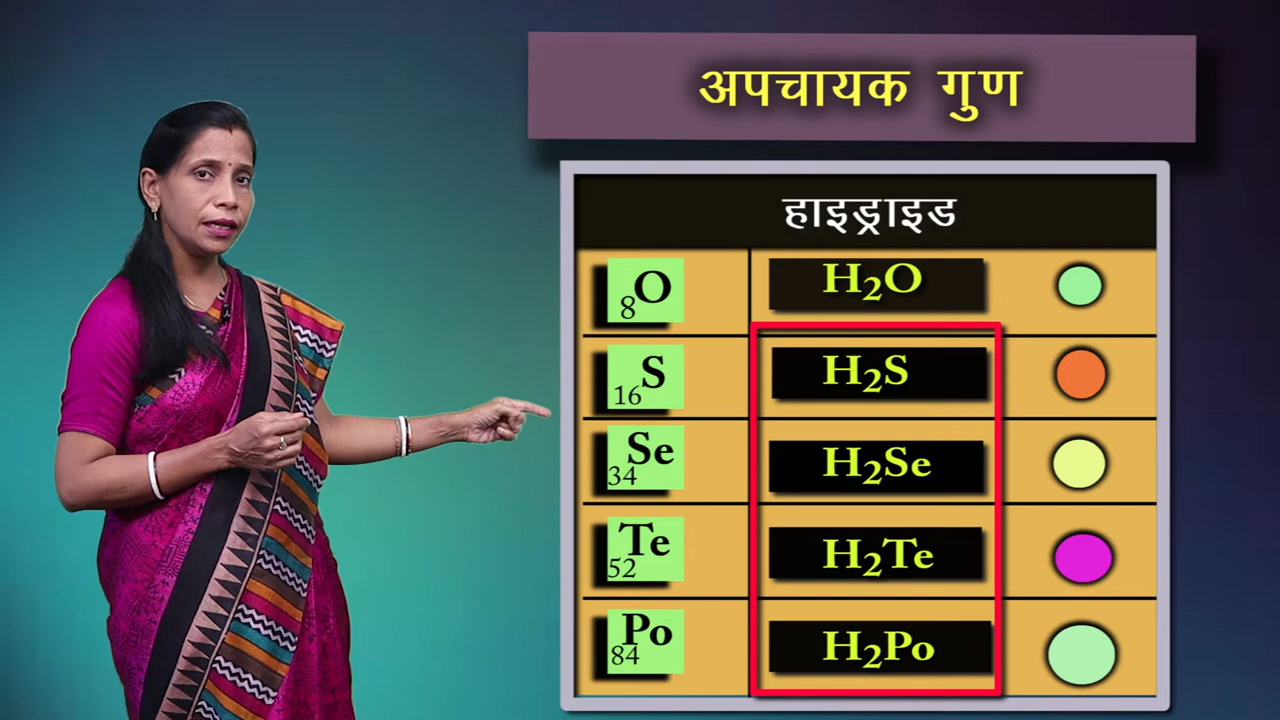 अपचायक गुण
हाइड्राइड
8O H2O
16S H2S
34Se H2Se
52Te H2Te
84Po H2Po